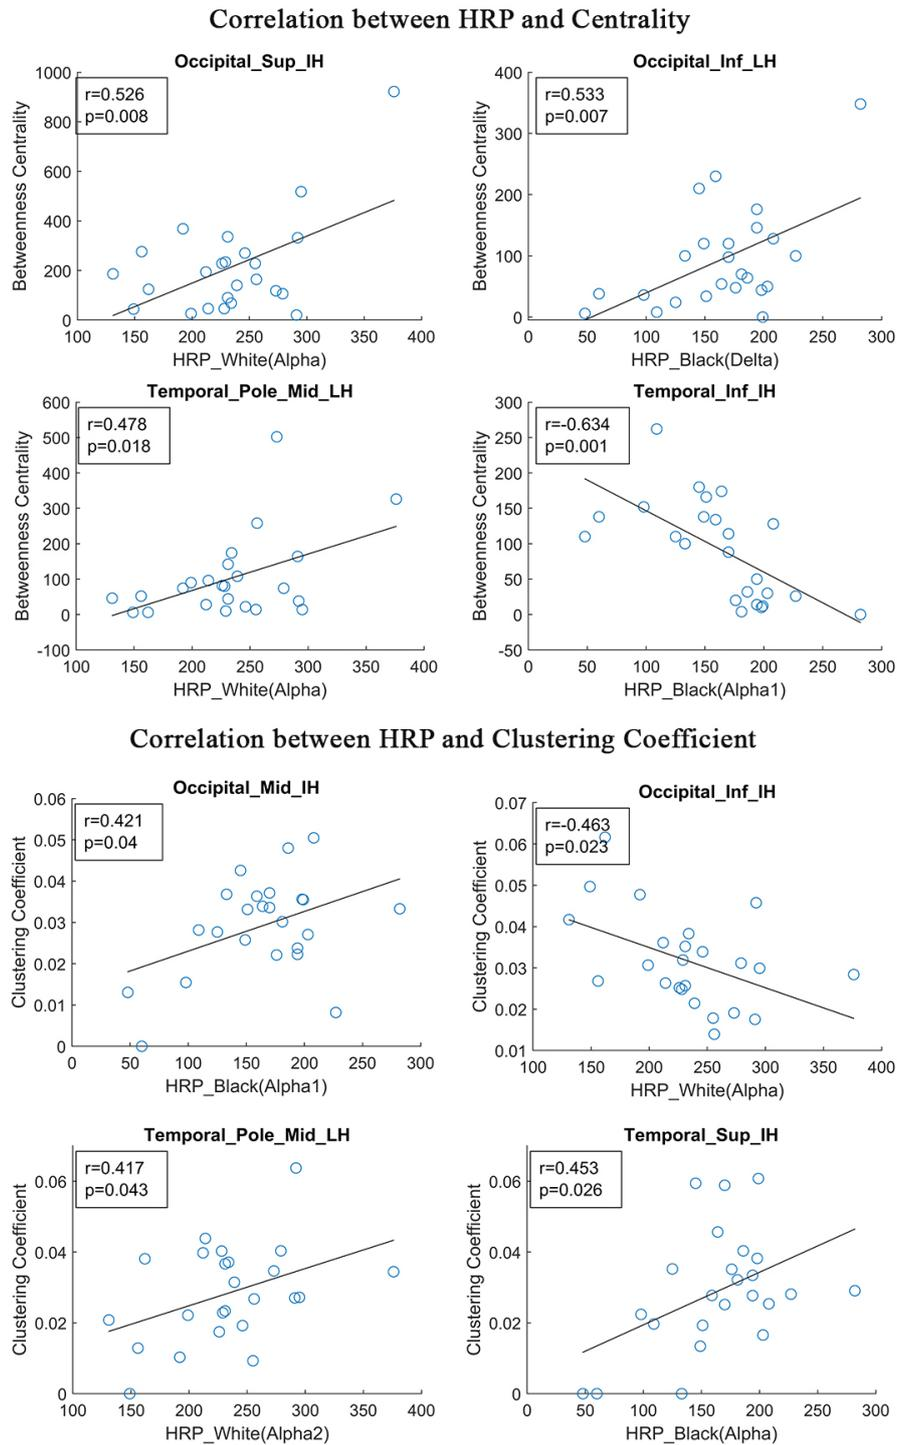 Correlation between HRP and Centrality
Occipital_Sup_IH
r=0.526
p=0.008
Betweenness Centrality
1000
800
600
400
200
0
100 150 200 250 300 350 400
HRP_White(Alpha)
Occipital_Inf_LH
r=0.533
p=0.007
Betweenness Centrality
400
300
200
100
0
0 50 100 150 200 250 300
HRP_Black(Delta)
Temporal_Pole_Mid_LH
r=0.478
p=0.018
Betweenness Centrality
600
500
400
300
200
100
0
-100
100 150 200 250 300 350 400
HRP_White(Alpha)
Temporal_Inf_IH
r=-0.634
p=0.001
Betweenness Centrality
300
250
200
150
100
50
0
-50
0 50 100 150 200 250 300
HRP_Black(Alpha1)
Correlation between HRP and Clustering Coefficient
Occipital_Mid_IH
r=0.421
p=0.04
Clustering Coefficient
0.06
0.05
0.04
0.03
0.02
0.01
0
0 50 100 150 200 250 300
HRP_Black(Alpha1)
Occipital_Inf_IH
r=-0.463
p=0.023
Clustering Coefficient
0.07
0.06
0.05
0.04
0.03
0.02
0.01
100 150 200 250 300 350 400
HRP_White(Alpha)
Temporal_Pole_Mid_LH
r=0.417
p=0.043
Clustering Coefficient
0.06
0.04
0.02
0
100 150 200 250 300 350 400
HRP_White(Alpha2)
Temporal_Sup_IH
r=0.453
p=0.026
Clustering Coefficient
0.06
0.04
0.02
0
0 50 100 150 200 250 300
HRP_Black(Alpha)